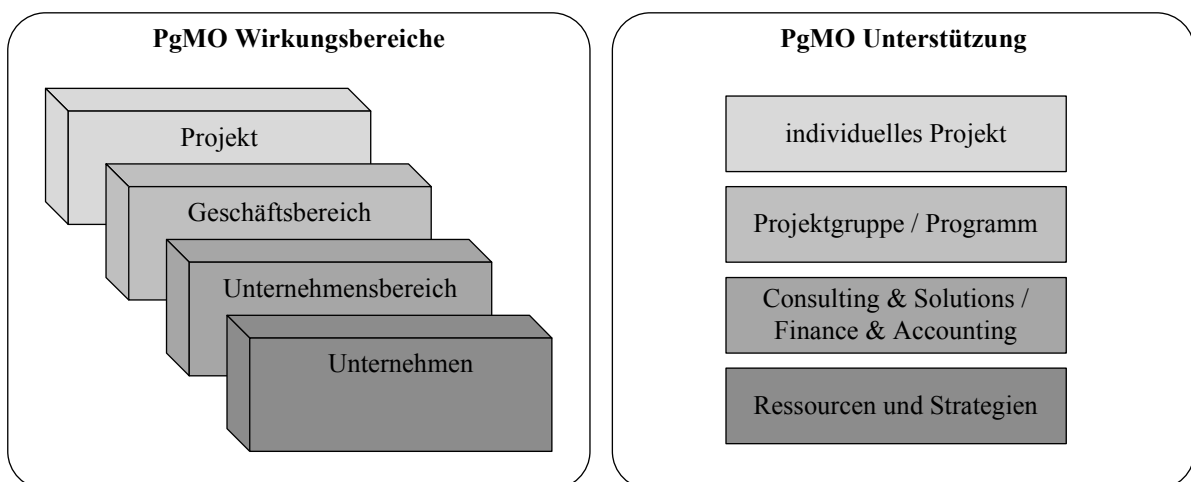 PgMO Wirkungsbereiche
Projekt
Geschäftsbereich
Unternehmensbereich
Unternehmen
PgMO Unterstützung
individuelles Projekt
Projektgruppe / Programm
Consulting & Solutions /
Finance & Accounting
Ressourcen und Strategien